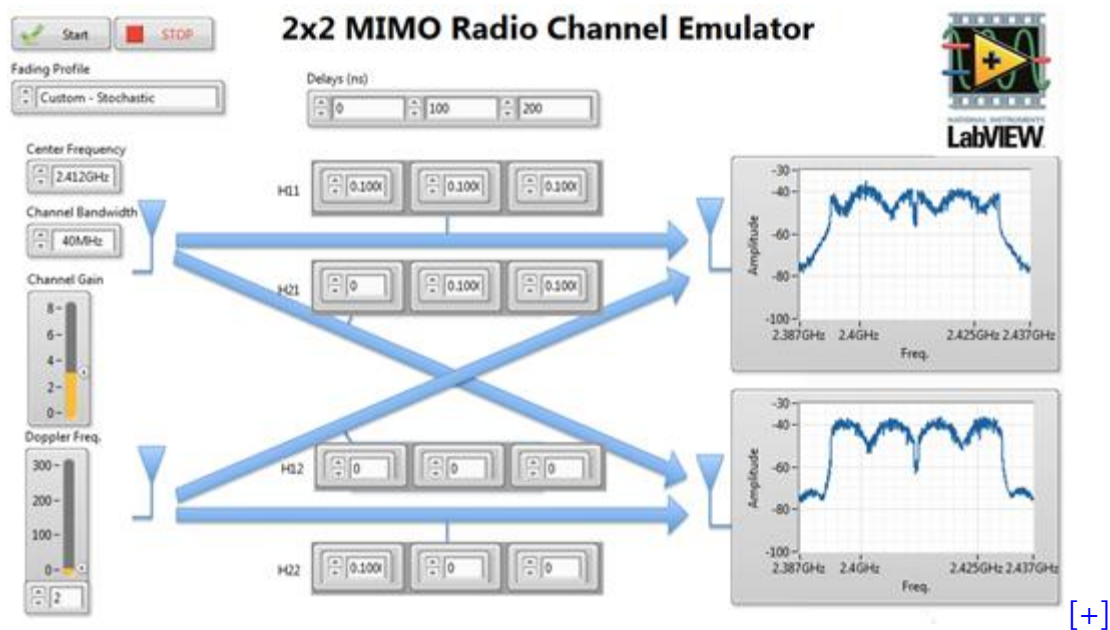 2x2 MIMO Radio Channel Emulator
Start
STOP
Fading Profile
Custom - Stochastic
Delays (ns)
0
100
200
NATIONAL INSTRUMENTS
LabVIEW
Center Frequency
2.412GHz
Channel Bandwidth
40MHz
Channel Gain
8
6
4
2
0
Doppler Freq.
300
200
100
0
2
H11
0.100
0.100
0.100
H21
0
0.100
0.100
H12
0
0
0
H22
0.100
0
0
Amplitude
-30
-40
-60
-80
-100
2.387GHz 2.4GHz 2.425GHz 2.437GHz
Freq.
Amplitude
-30
-40
-60
-80
-100
2.387GHz 2.4GHz 2.425GHz 2.437GHz
Freq.
[+]